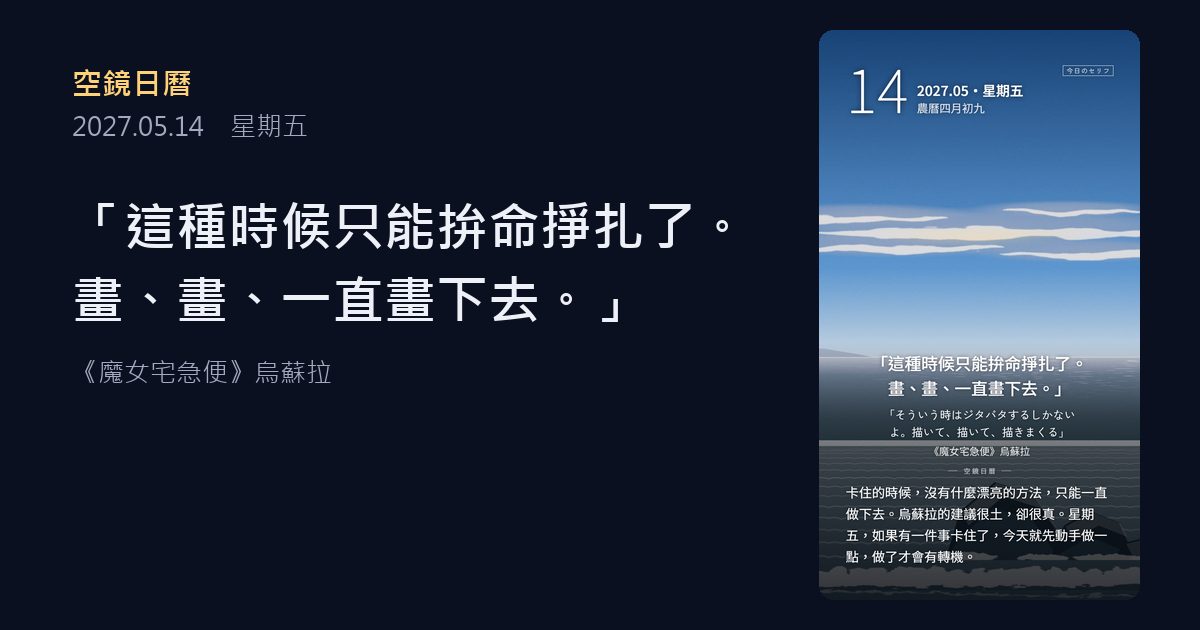 空鏡日曆
2027.05.14 星期五
「這種時候只能拚命掙扎了。
畫、畫、一直畫下去。」
《魔女宅急便》烏蘇拉
14
2027.05・星期五
農曆四月初九
今日のセリフ
「這種時候只能拚命掙扎了。
畫、畫、一直畫下去。」
「そういう時はジタバタするしかない
よ。描いて、描いて、描きまくる」
《魔女宅急便》烏蘇拉
— 空鏡日曆 —
卡住的時候，沒有什麼漂亮的方法，只能一直
做下去。烏蘇拉的建議很土，卻很真。星期
五，如果有一件事卡住了，今天就先動手做一
點，做了才會有轉機。